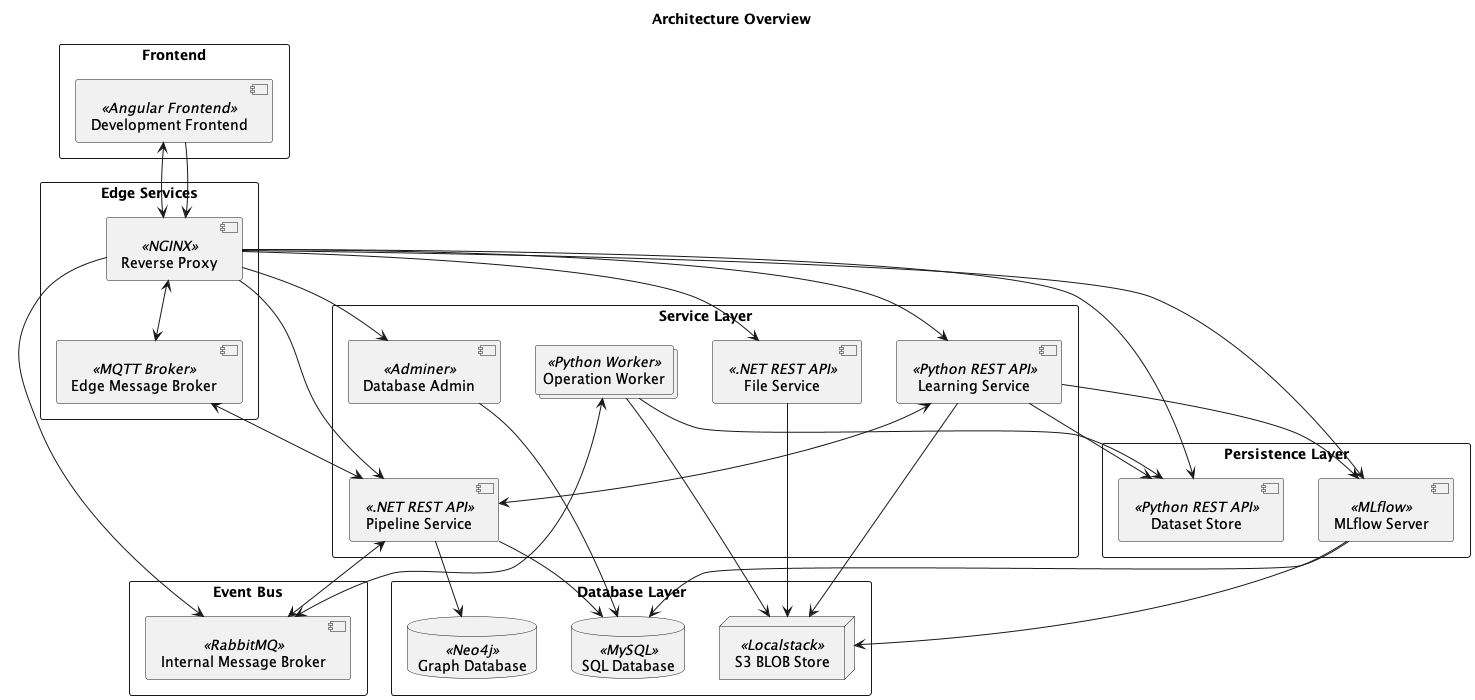 Architecture Overview
Frontend
«Angular Frontend»
Development Frontend
Edge Services
«NGINX»
Reverse Proxy
«MQTT Broker»
Edge Message Broker
Service Layer
«Adminer»
Database Admin
«Python Worker»
Operation Worker
«.NET REST API»
File Service
«Python REST API»
Learning Service
«.NET REST API»
Pipeline Service
Persistence Layer
«Python REST API»
Dataset Store
«MLflow»
MLflow Server
Event Bus
«RabbitMQ»
Internal Message Broker
Database Layer
«Neo4j»
Graph Database
«MySQL»
SQL Database
«Localstack»
S3 BLOB Store